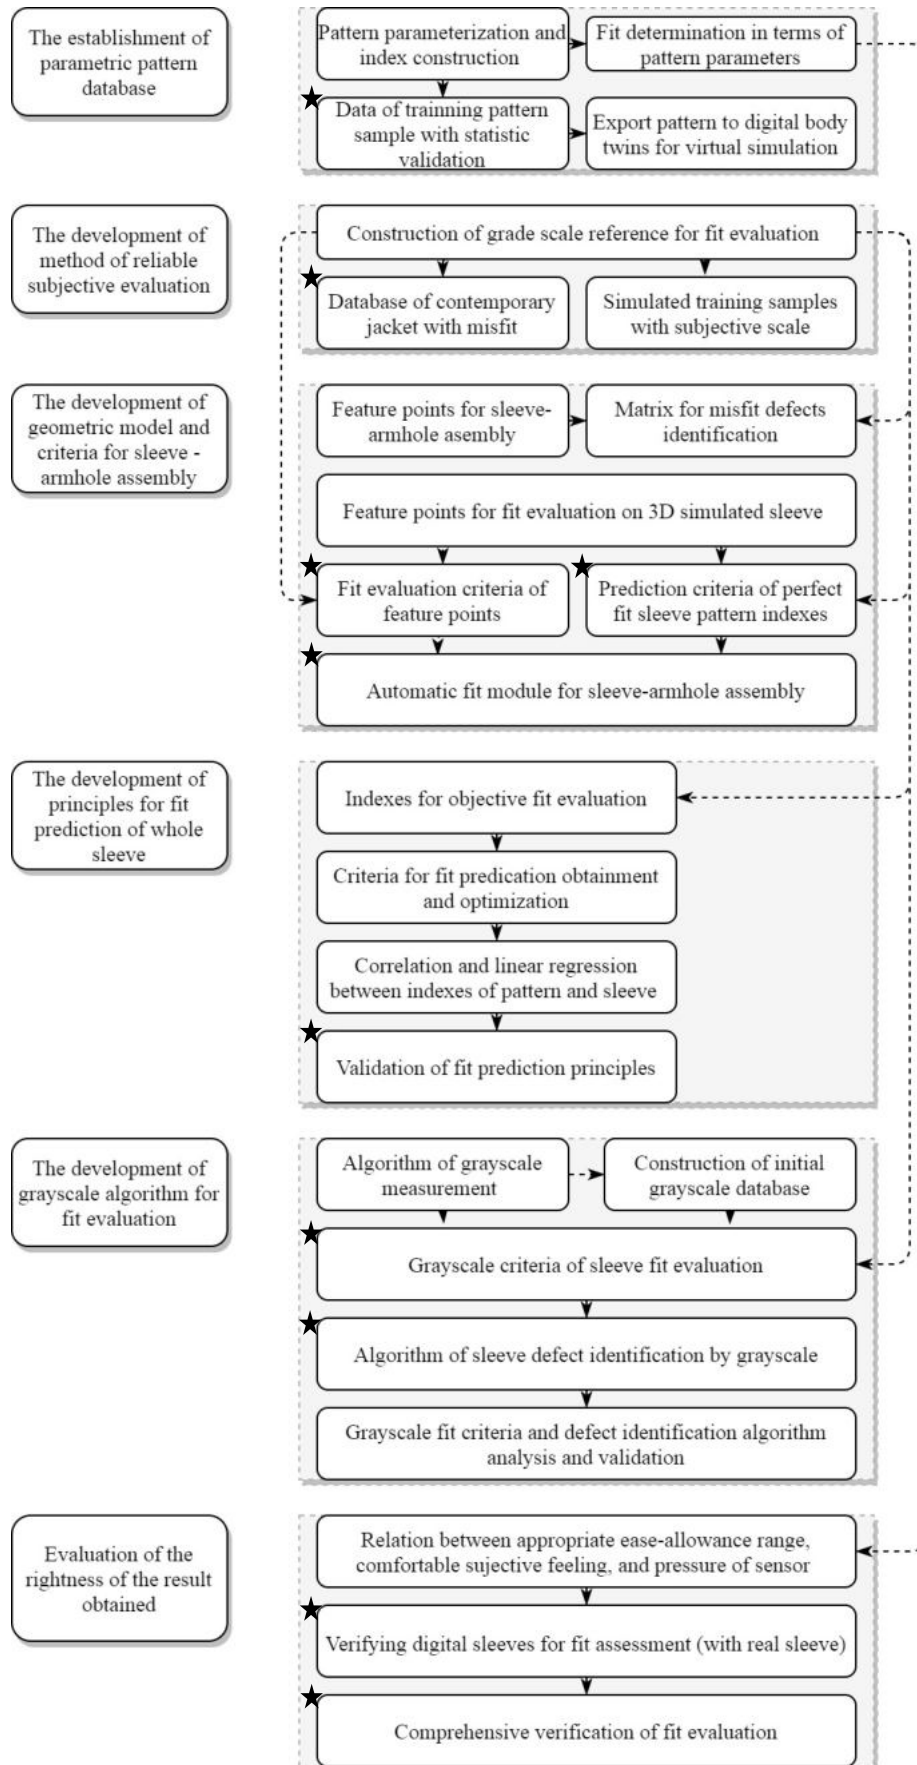 The establishment of
parametric pattern
database
Pattern parameterization and
index construction
Fit determination in terms of
pattern parameters
Data of trainning pattern
sample with statistic
validation
Export pattern to digital body
twins for virtual simulation
The development of
method of reliable
subjective evaluation
Construction of grade scale reference for fit evaluation
Database of contemporary
jacket with misfit
Simulated training samples
with subjective scale
The development of
geometric model and
criteria for sleeve -
armhole assembly
Feature points for sleeve-
armhole asembly
Matrix for misfit defects
identification
Feature points for fit evaluation on 3D simulated sleeve
Fit evaluation criteria of
feature points
Prediction criteria of perfect
fit sleeve pattern indexes
Automatic fit module for sleeve-armhole assembly
The development of
principles for fit
prediction of whole
sleeve
Indexes for objective fit evaluation
Criteria for fit predication obtainment
and optimization
Correlation and linear regression
between indexes of pattern and sleeve
Validation of fit prediction principles
The development of
grayscale algorithm for
fit evaluation
Algorithm of grayscale
measurement
Construction of initial
grayscale database
Grayscale criteria of sleeve fit evaluation
Algorithm of sleeve defect identification by grayscale
Grayscale fit criteria and defect identification algorithm
analysis and validation
Evaluation of the
rightness of the result
obtained
Relation between appropriate ease-allowance range,
comfortable sujective feeling, and pressure of sensor
Verifying digital sleeves for fit assessment (with real sleeve)
Comprehensive verification of fit evaluation